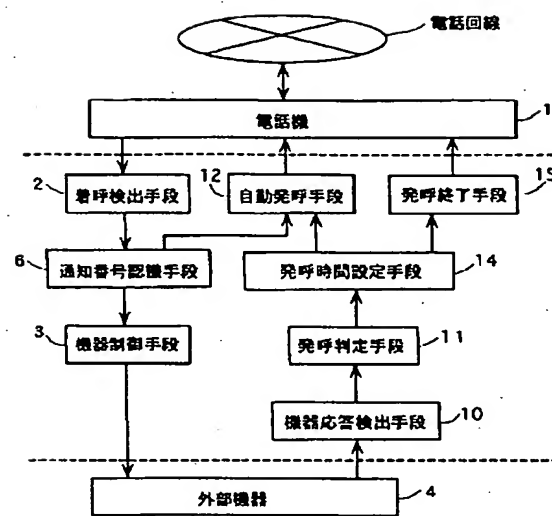 電話回線
電話機
1
2
着呼検出手段
12
自動発呼手段
15
発呼終了手段
6
通知番号認識手段
発呼時間設定手段
14
3
機器制御手段
発呼判定手段
11
機器応答検出手段
10
外部機器
4